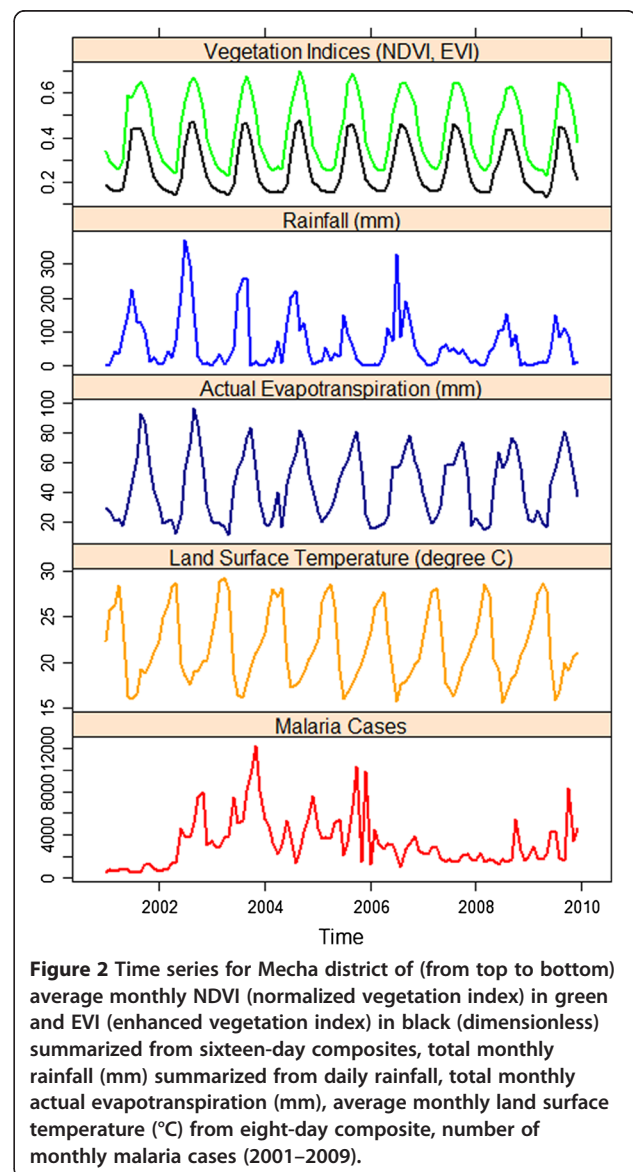 Vegetation Indices (NDVI, EVI)
0.2 0.4 0.6
Rainfall (mm)
0 100 200 300
Actual Evapotranspiration (mm)
20 40 60 80 100
Land Surface Temperature (degree C)
15 20 25 30
Malaria Cases
0 4000 8000 12000
2002 2004 2006 2008 2010
Time
Figure 2 Time series for Mecha district of (from top to bottom)
average monthly NDVI (normalized vegetation index) in green
and EVI (enhanced vegetation index) in black (dimensionless)
summarized from sixteen-day composites, total monthly
rainfall (mm) summarized from daily rainfall, total monthly
actual evapotranspiration (mm), average monthly land surface
temperature (°C) from eight-day composite, number of
monthly malaria cases (2001–2009).